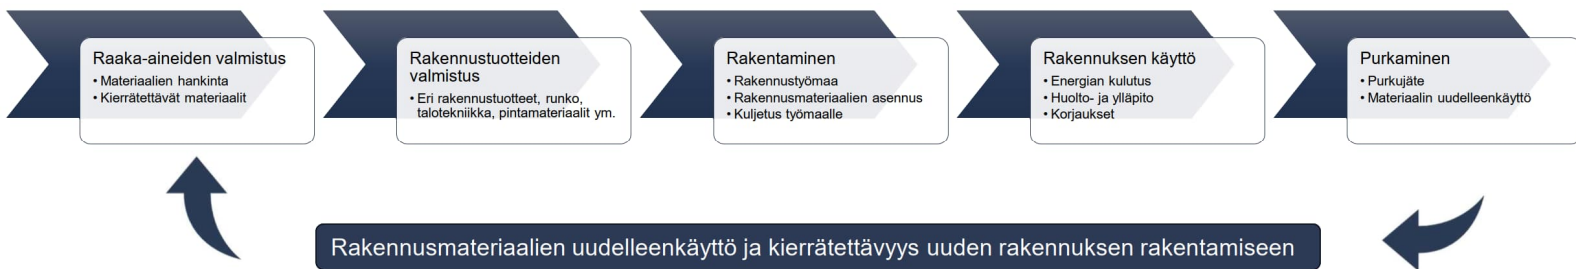 Raaka-aineiden valmistus
• Materiaalien hankinta
• Kierrätettävät materiaalit
Rakennustuotteiden
valmistus
• Eri rakennustuotteet, runko,
talotekniikka, pintamateriaalit ym.
Rakentaminen
• Rakennustyömaa
• Rakennusmateriaalien asennus
• Kuljetus työmaalle
Rakennuksen käyttö
• Energian kulutus
• Huolto- ja ylläpito
• Korjaukset
Purkaminen
• Purkujäte
• Materiaalin uudelleenkäyttö
Rakennusmateriaalien uudelleenkäyttö ja kierrätettävyys uuden rakennuksen rakentamiseen